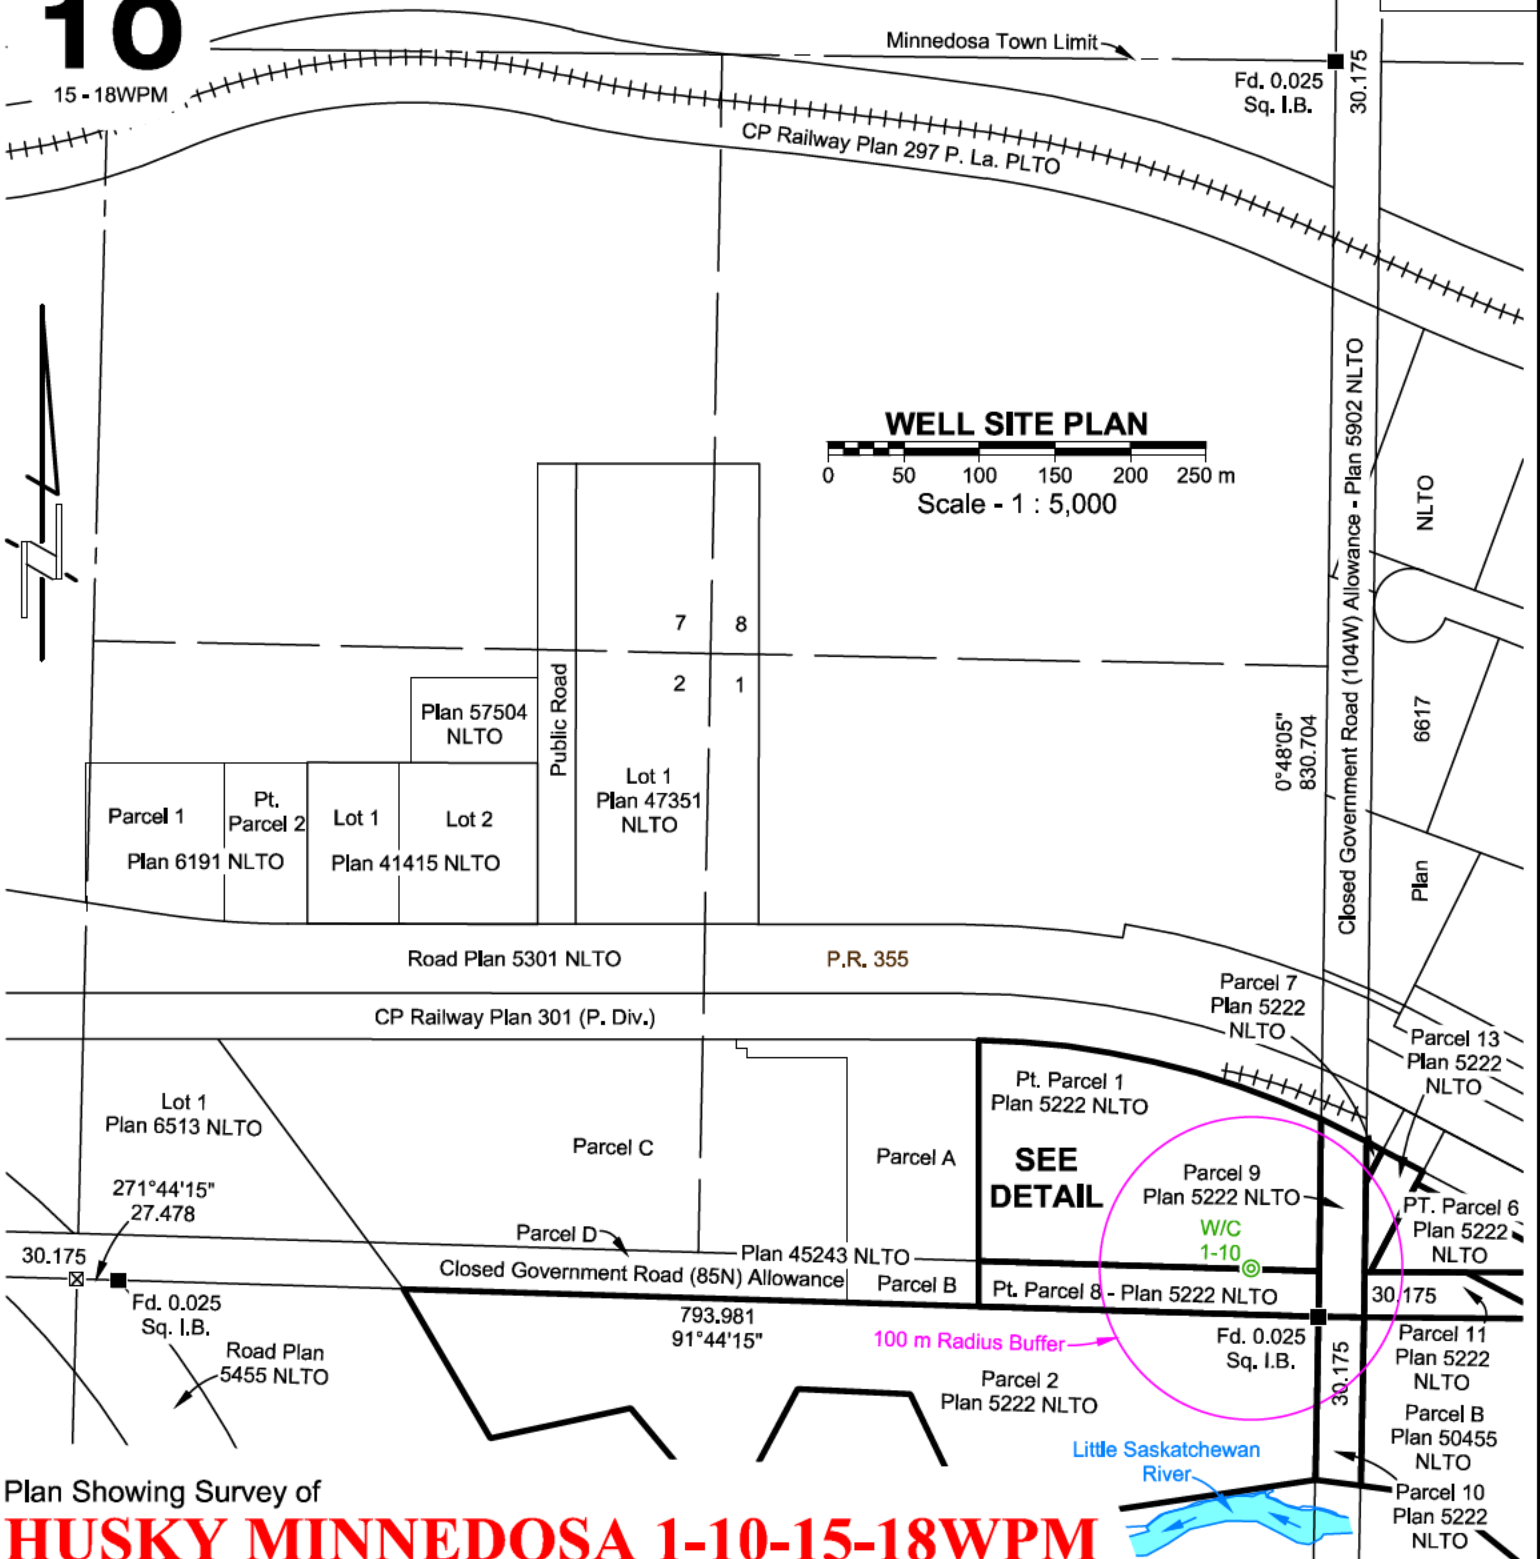 10
15 - 18WPM
Minnedosa Town Limit
Fd. 0.025
Sq. I.B.
30.175
CP Railway Plan 297 P. La. PLTO
WELL SITE PLAN
0 50 100 150 200 250 m
Scale - 1 : 5,000
Closed Government Road (104W) Allowance - Plan 5902 NLTO
NLTO
6617
Plan
7 8
2 1
0°48'05"
830.704
Public Road
Plan 57504
NLTO
Lot 1
Plan 47351
NLTO
Parcel 1
Pt.
Parcel 2
Plan 6191 NLTO
Lot 1
Lot 2
Plan 41415 NLTO
Road Plan 5301 NLTO
P.R. 355
CP Railway Plan 301 (P. Div.)
Parcel 7
Plan 5222
NLTO
Parcel 13
Plan 5222
NLTO
Lot 1
Plan 6513 NLTO
Parcel C
Parcel A
Pt. Parcel 1
Plan 5222 NLTO
SEE
DETAIL
Parcel 9
Plan 5222 NLTO
W/C
1-10
PT. Parcel 6
Plan 5222
NLTO
271°44'15"
27.478
30.175
Fd. 0.025
Sq. I.B.
Parcel D
Plan 45243 NLTO
Closed Government Road (85N) Allowance
Parcel B
Pt. Parcel 8 - Plan 5222 NLTO
30.175
793.981
91°44'15"
100 m Radius Buffer
Fd. 0.025
Sq. I.B.
30.175
Parcel 11
Plan 5222
NLTO
Road Plan
5455 NLTO
Parcel 2
Plan 5222 NLTO
Parcel B
Plan 50455
NLTO
Little Saskatchewan
River
Parcel 10
Plan 5222
NLTO
Plan Showing Survey of
HUSKY MINNEDOSA 1-10-15-18WPM